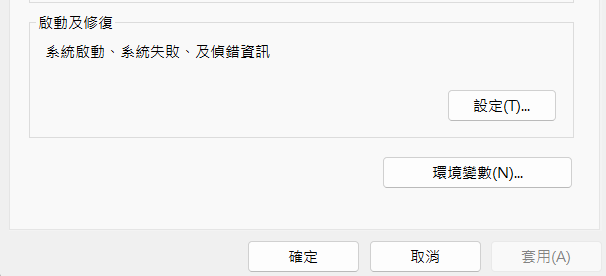 啟動及修復
系統啟動、系統失敗、及偵錯資訊
設定(T)...
環境變數(N)...
確定
取消
套用(A)